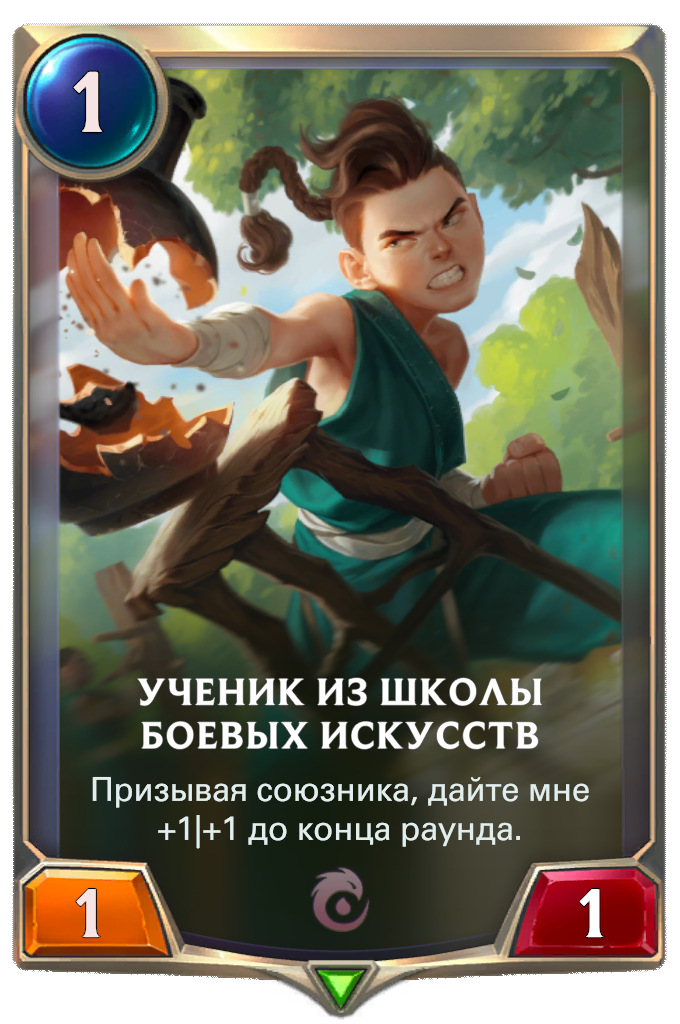 1
УЧЕНИК ИЗ ШКОЛЫ
БОЕВЫХ ИСКУССТВ
Призывая союзника, дайте мне
+1|+1 до конца раунда.
1
1